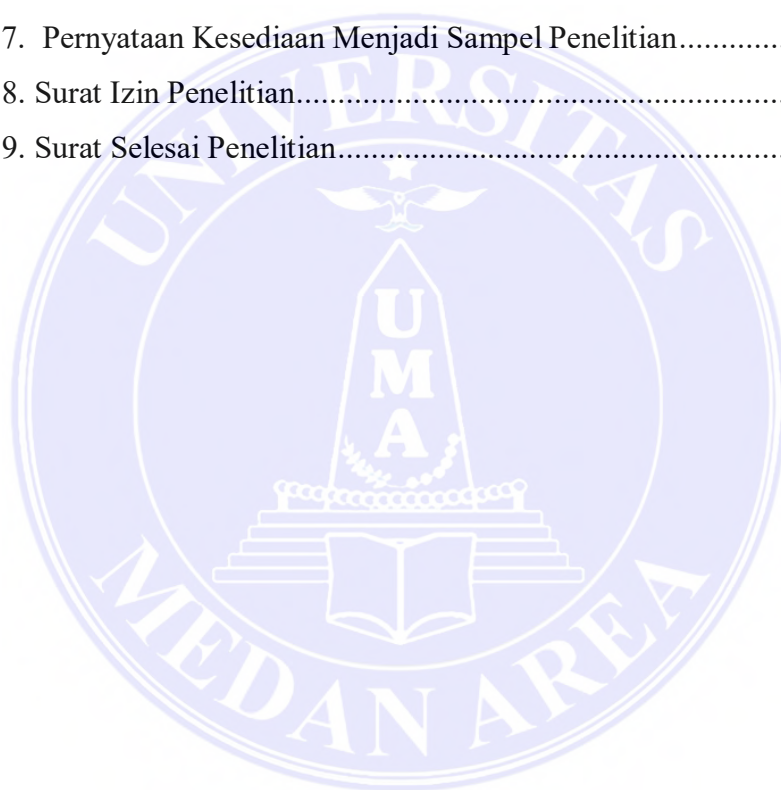 7. Pernyataan Kesediaan Menjadi Sampel Penelitian.............
8. Surat Izin Penelitian..........................................................
9. Surat Selesai Penelitian.....................................................
UNIVERSITAS
U
M
A
MEDAN AREA